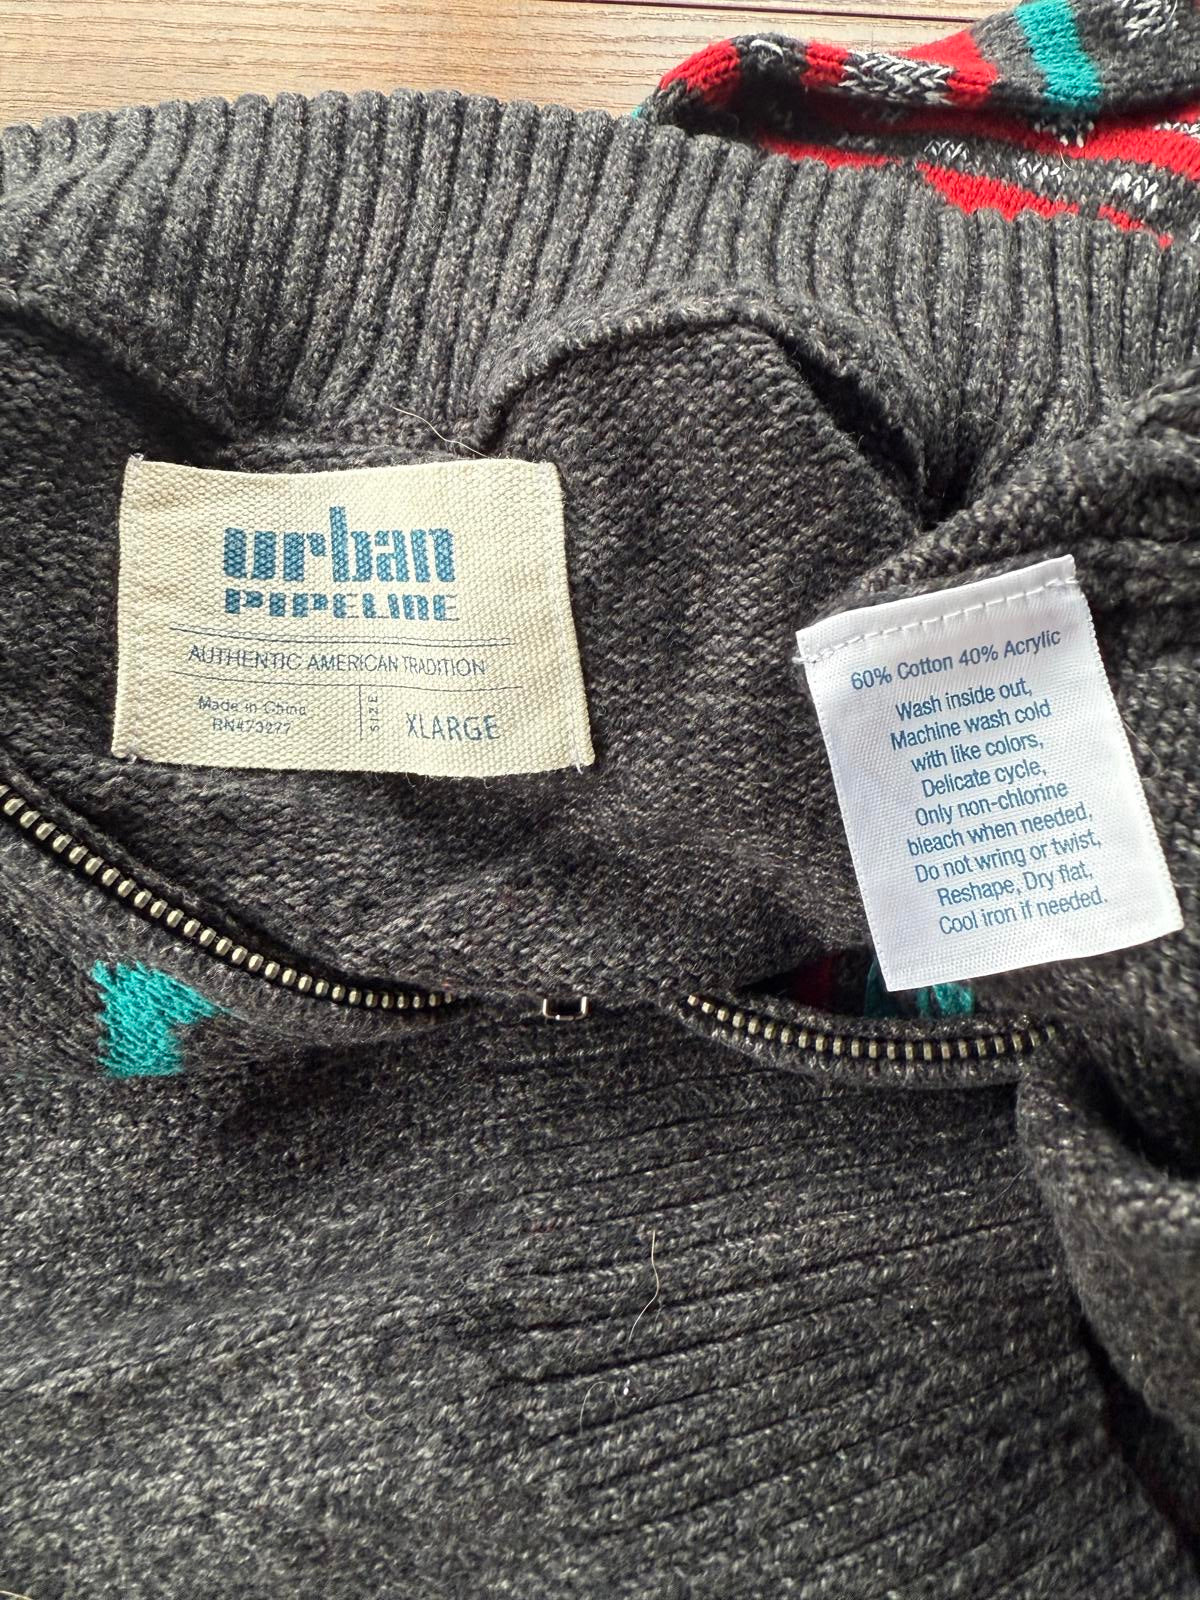 urban
PIPELINE
AUTHENTIC AMERICAN TRADITION
Made in China
RN#73277
SIZE
XLARGE
60% Cotton 40% Acrylic
Wash inside out,
Machine wash cold
with like colors,
Delicate cycle,
Only non-chlorine
bleach when needed,
Do not wring or twist,
Reshape, Dry flat,
Cool iron if needed.